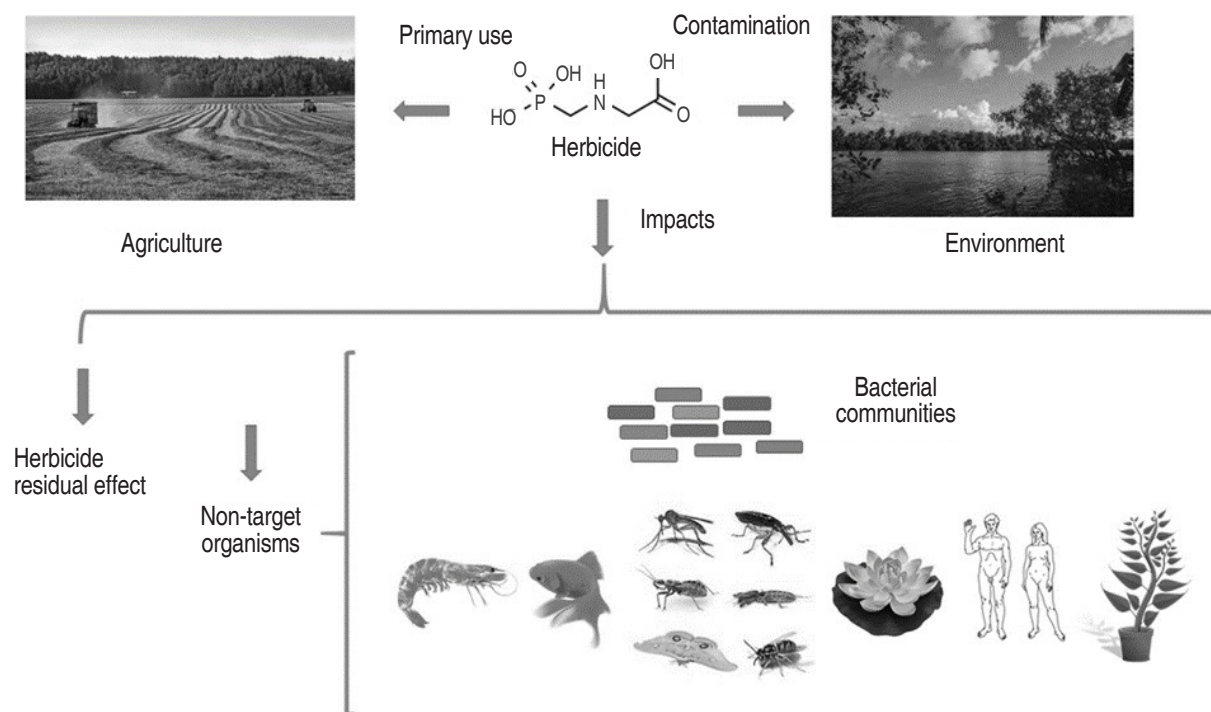 Primary use
Contamination
O
OH
P
HO
H
N
OH
O
Herbicide
Impacts
Agriculture
Environment
Bacterial
communities
Herbicide
residual effect
Non-target
organisms